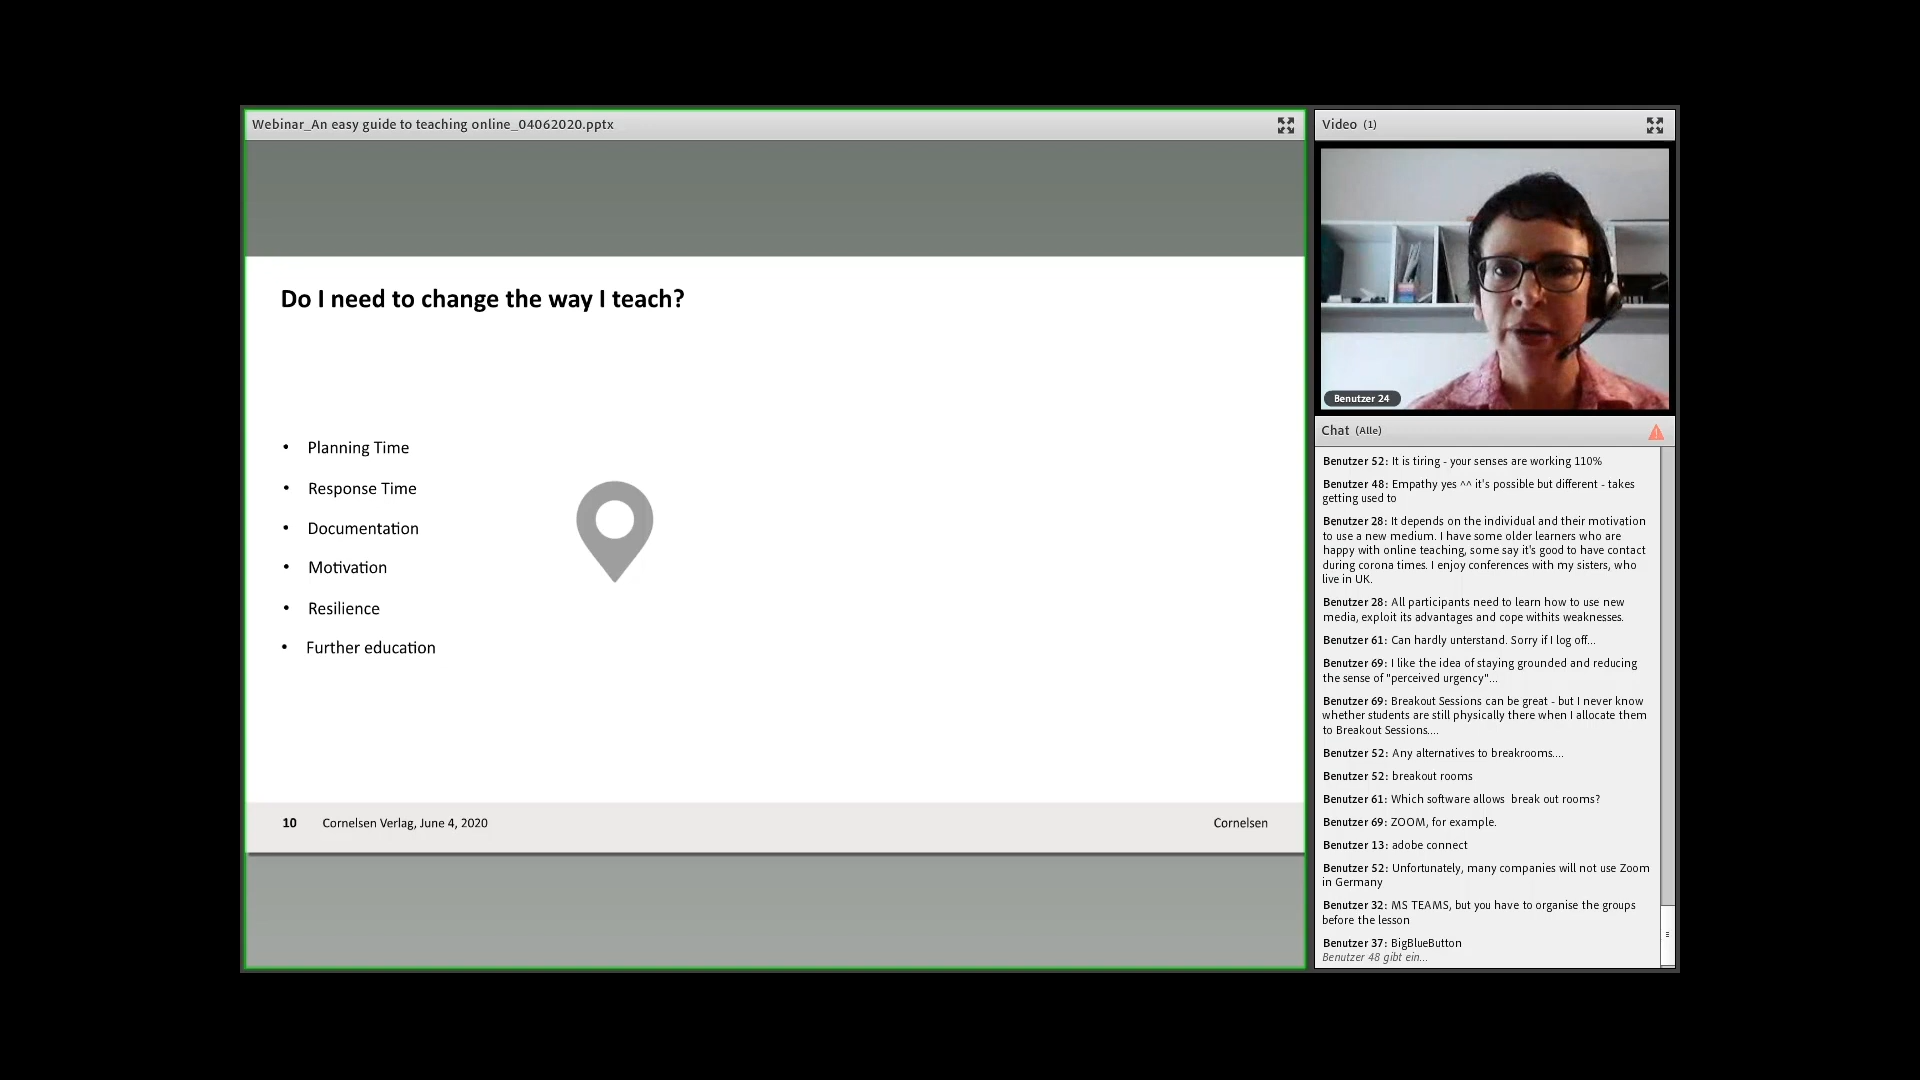 Webinar_An easy guide to teaching online_04062020.pptx
Do I need to change the way I teach?
• Planning Time
• Response Time
• Documentation
• Motivation
• Resilience
• Further education
10 Cornelsen Verlag, June 4, 2020 Cornelsen
Video (1)
Benutzer 24
Chat (Alle)
Benutzer 52: It is tiring - your senses are working 110%
Benutzer 48: Empathy yes ^^ it's possible but different - takes
getting used to
Benutzer 28: It depends on the individual and their motivation
to use a new medium. I have some older learners who are
happy with online teaching, some say it's good to have contact
during corona times. I enjoy conferences with my sisters, who
live in UK.
Benutzer 28: All participants need to learn how to use new
media, exploit its advantages and cope withits weaknesses.
Benutzer 61: Can hardly unterstand. Sorry if I log off...
Benutzer 69: I like the idea of staying grounded and reducing
the sense of "perceived urgency"...
Benutzer 69: Breakout Sessions can be great - but I never know
whether students are still physically there when I allocate them
to Breakout Sessions....
Benutzer 52: Any alternatives to breakrooms....
Benutzer 52: breakout rooms
Benutzer 61: Which software allows break out rooms?
Benutzer 69: ZOOM, for example.
Benutzer 13: adobe connect
Benutzer 52: Unfortunately, many companies will not use Zoom
in Germany
Benutzer 32: MS TEAMS, but you have to organise the groups
before the lesson
Benutzer 37: BigBlueButton
Benutzer 48 gibt ein...